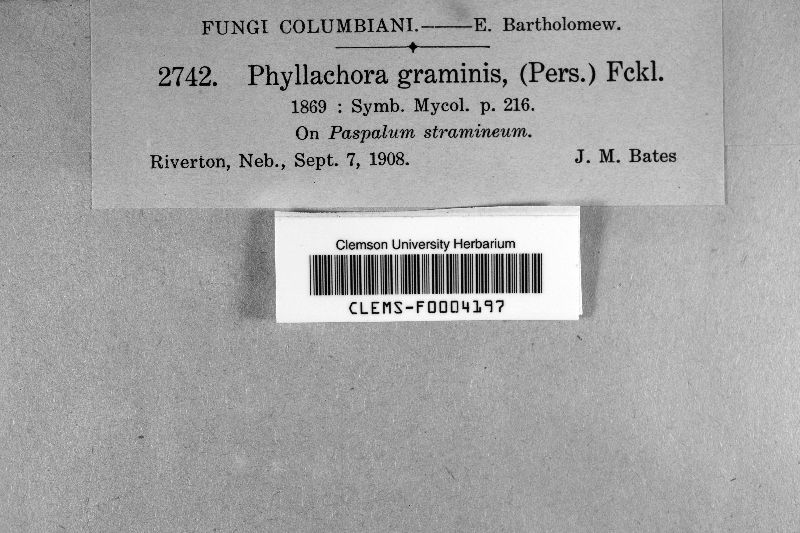 FUNGI COLUMBIANI.——E. Bartholomew.
2742. Phyllachora graminis, (Pers.) Fckl.
1869 : Symb. Mycol. p. 216.
On Paspalum stramineum.
Riverton, Neb., Sept. 7, 1908. J. M. Bates
Clemson University Herbarium
CLEMS-F0004197